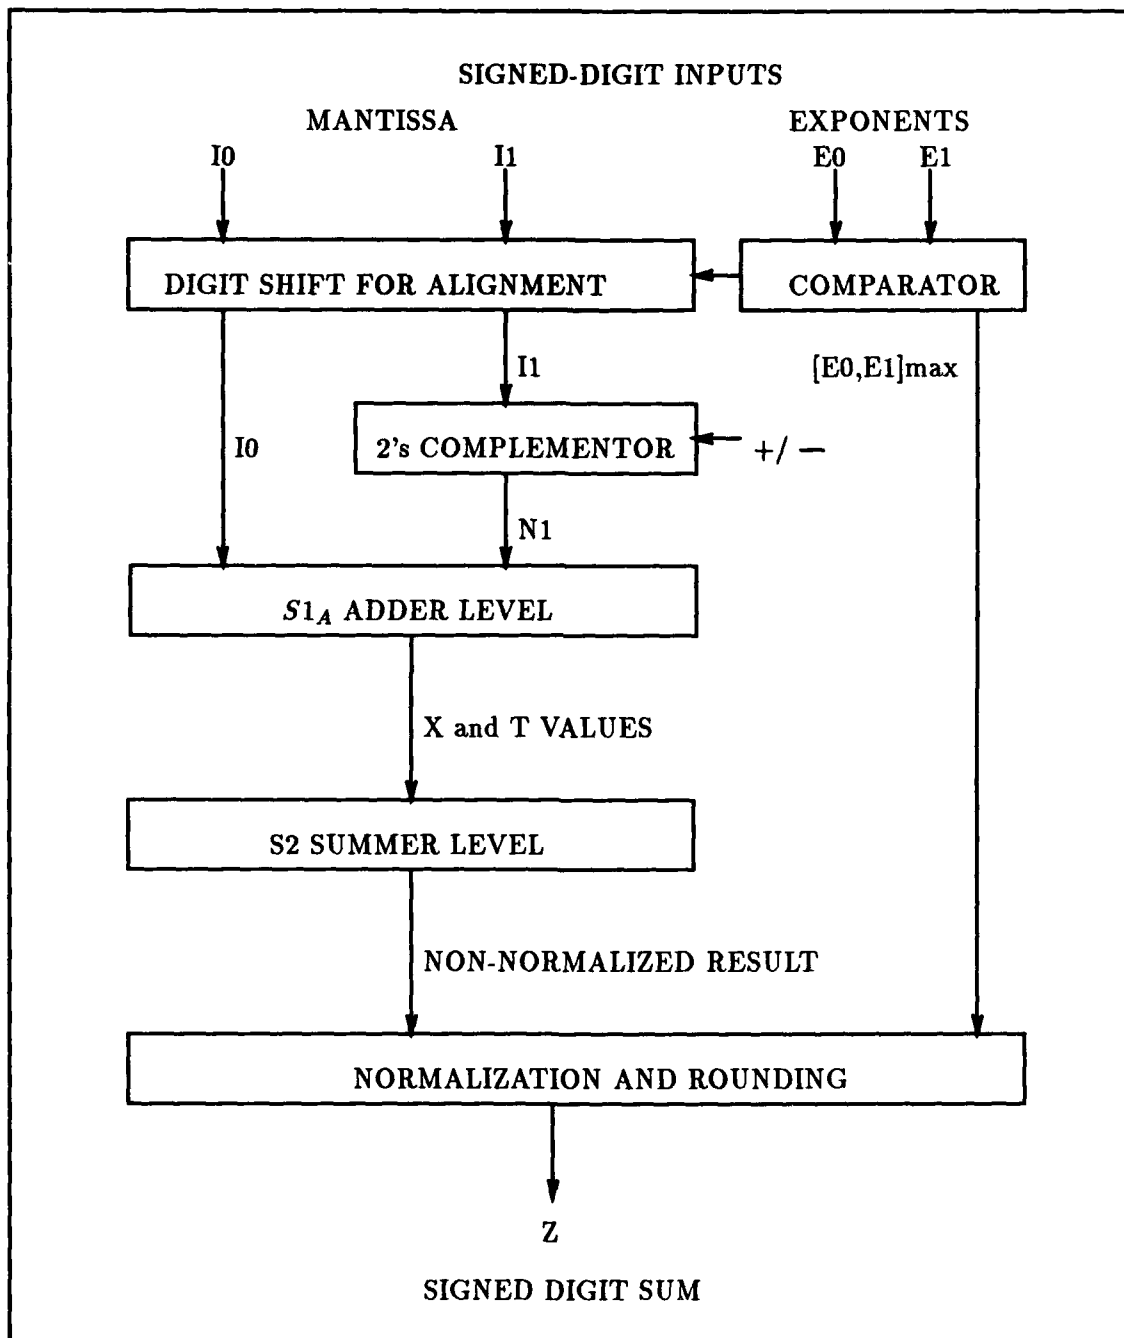 SIGNED-DIGIT INPUTS
MANTISSA EXPONENTS
I0 I1 E0 E1
DIGIT SHIFT FOR ALIGNMENT COMPARATOR
I1 [E0,E1]max
I0 2's COMPLEMENTOR +/ −
N1
S1_A ADDER LEVEL
X and T VALUES
S2 SUMMER LEVEL
NON-NORMALIZED RESULT
NORMALIZATION AND ROUNDING
Z
SIGNED DIGIT SUM